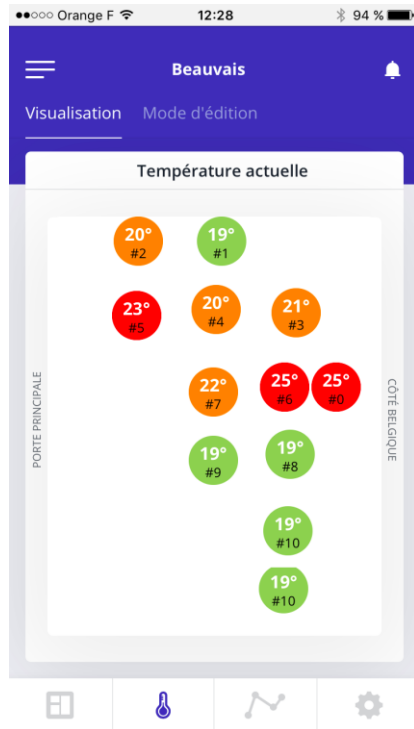 Orange F 12:28 94 %
Beauvais
Visualisation Mode d'édition
Température actuelle
20° 19°
#2 #1
23° 20° 21°
#5 #4 #3
PORTE PRINCIPALE
22° 25° 25°
#7 #6 #0
CÔTÉ BELGIQUE
19° 19°
#9 #8
19°
#10
19°
#10